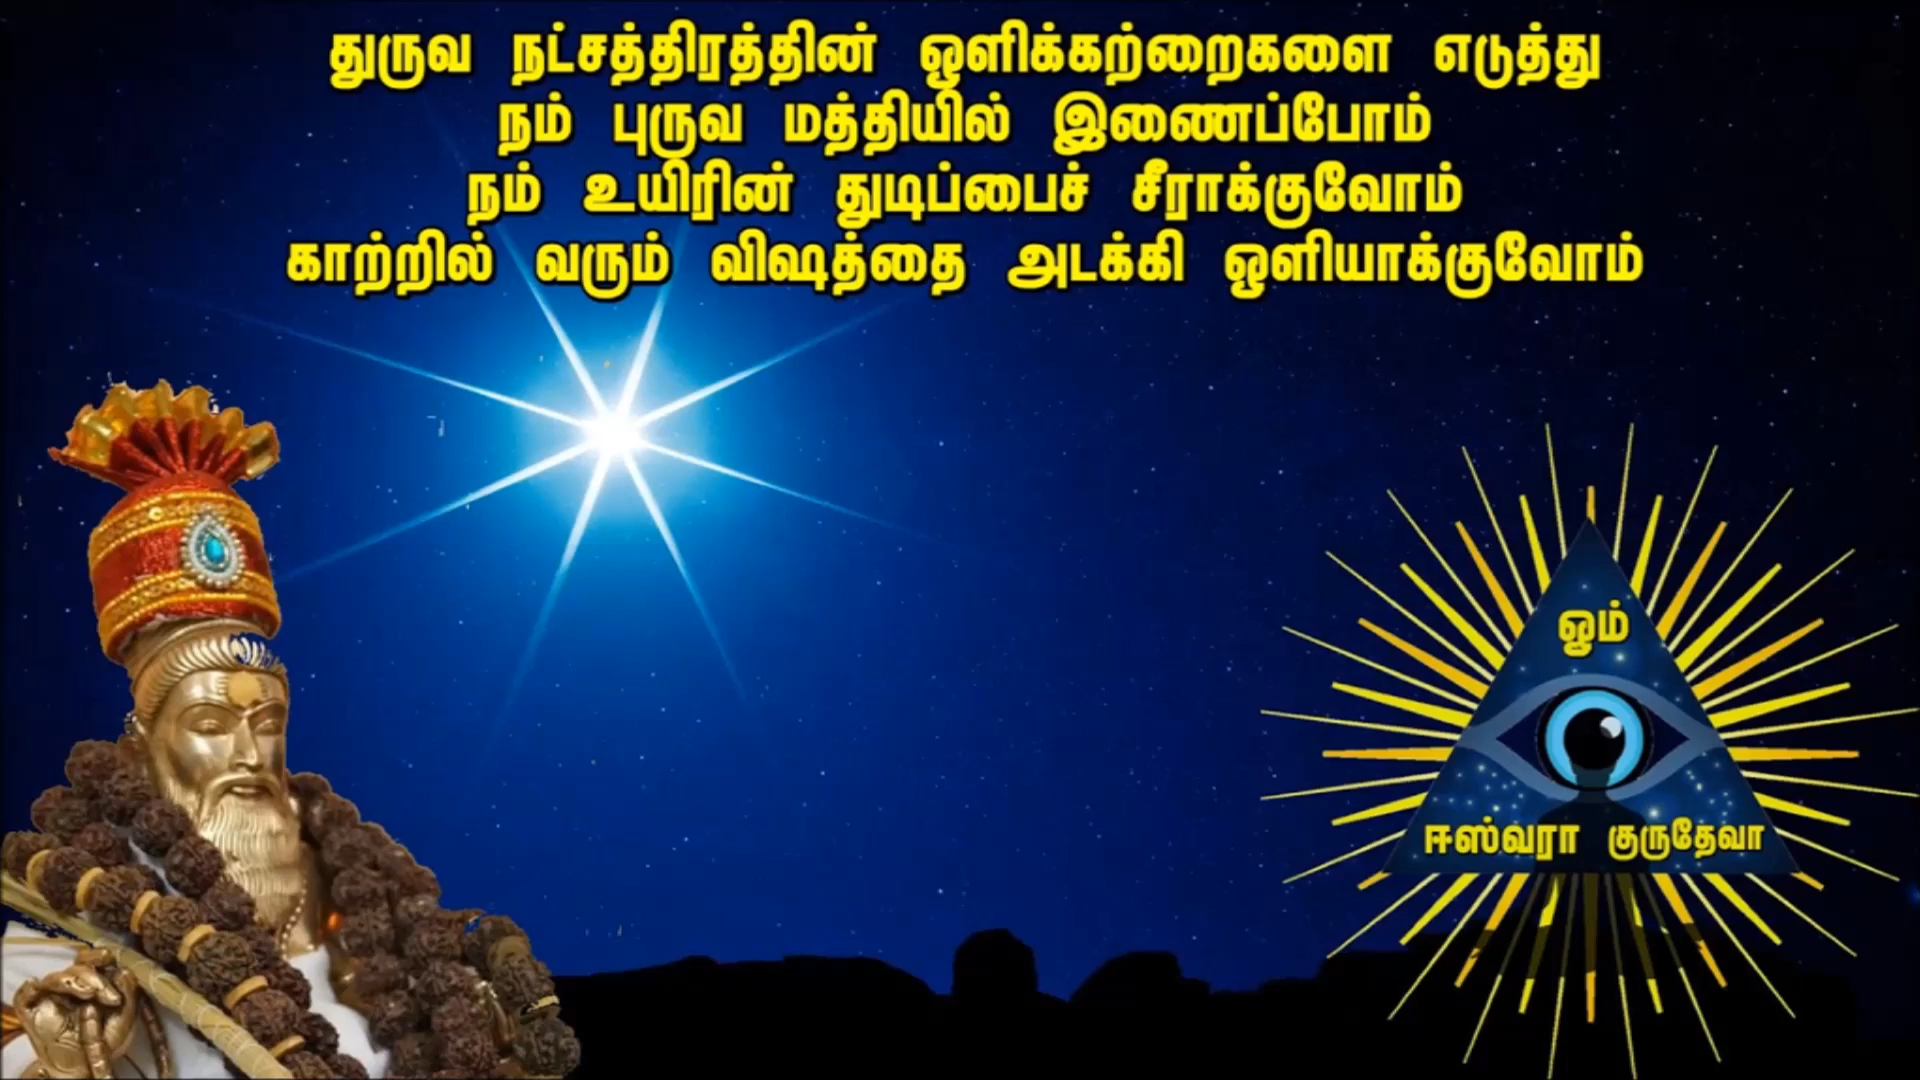 துருவ நட்சத்திரத்தின் ஒளிக்கற்றைகளை எடுத்து
நம் புருவ மத்தியில் இணைப்போம்
நம் உயிரின் துடிப்பைச் சீராக்குவோம்
காற்றில் வரும் விஷத்தை அடக்கி ஒளியாக்குவோம்
ஓம்
ஈஸ்வரா குருதேவா